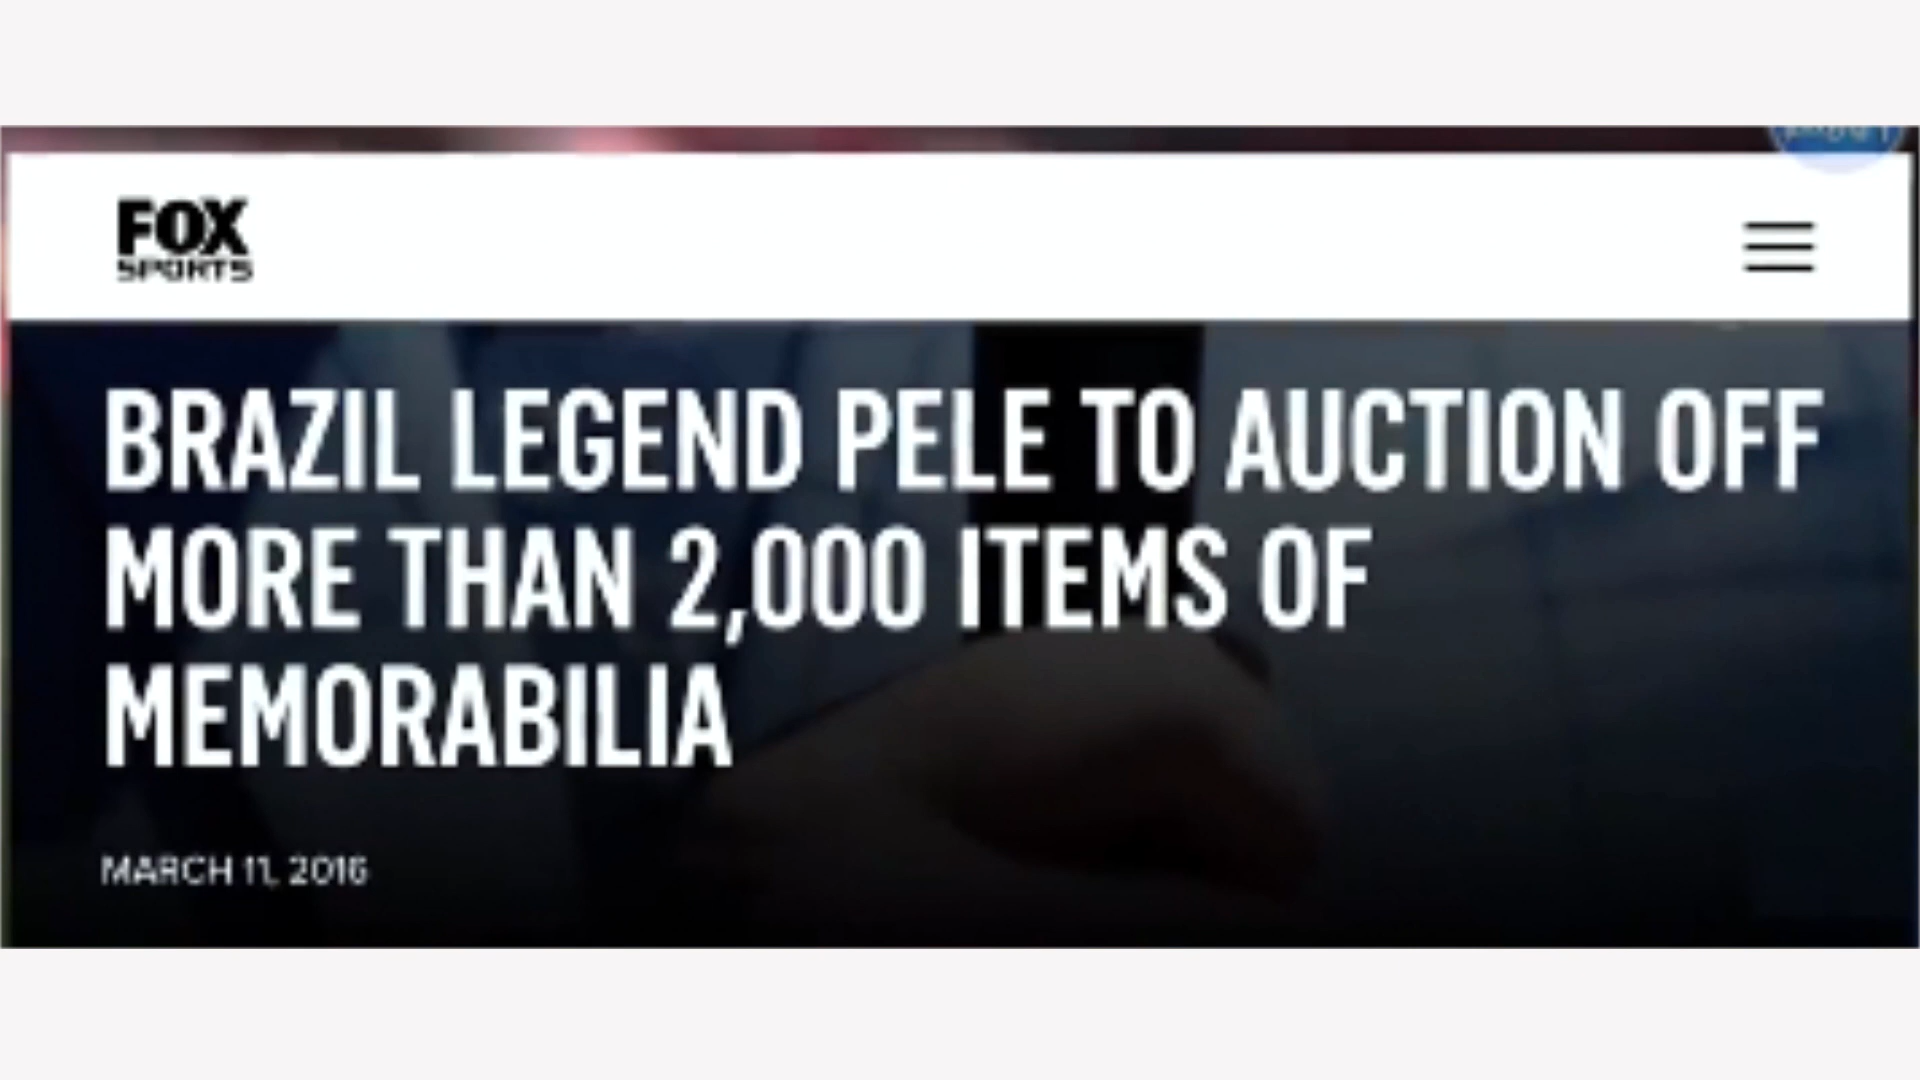 FOX
SPORTS
BRAZIL LEGEND PELE TO AUCTION OFF
MORE THAN 2,000 ITEMS OF
MEMORABILIA
MARCH 11, 2016